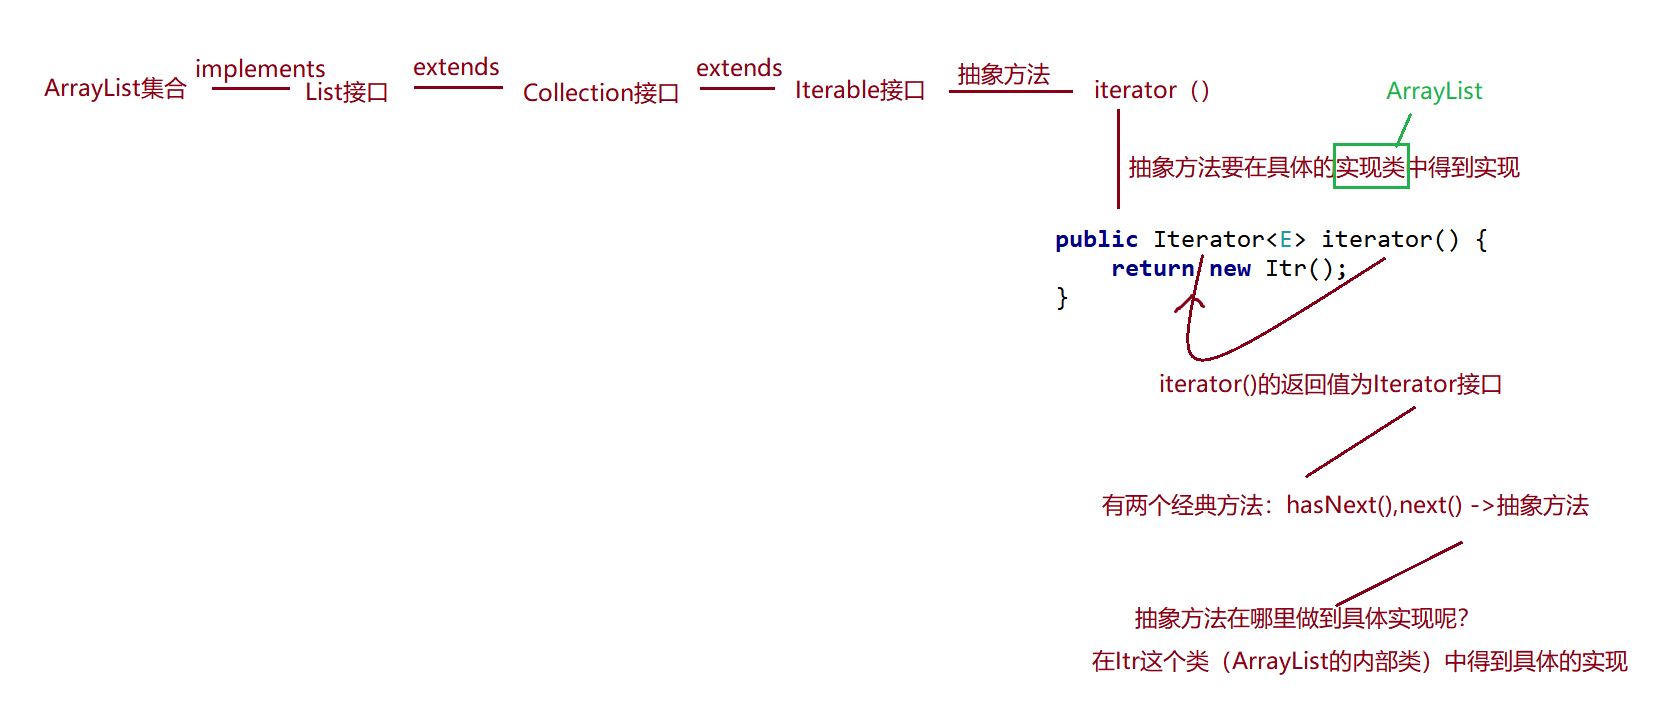 ArrayList集合
implements
List接口
extends
Collection接口
extends
Iterable接口
抽象方法
iterator（）
ArrayList
抽象方法要在具体的实现类中得到实现
public Iterator<E> iterator() {
    return new Itr();
}
iterator()的返回值为Iterator接口
有两个经典方法：hasNext(),next() ->抽象方法
抽象方法在哪里做到具体实现呢？
在Itr这个类（ArrayList的内部类）中得到具体的实现